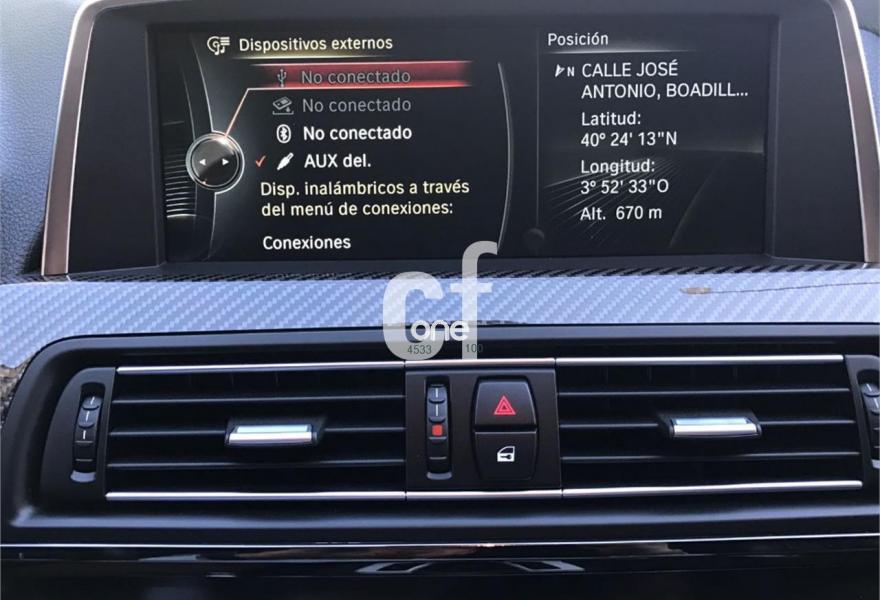 Dispositivos externos
No conectado
No conectado
No conectado
AUX del.
Disp. inalámbricos a través
del menú de conexiones:
Conexiones
Posición
N CALLE JOSÉ
ANTONIO, BOADILL...
Latitud:
40° 24' 13"N
Longitud:
3° 52' 33"O
Alt. 670 m
cf
one
4533 100